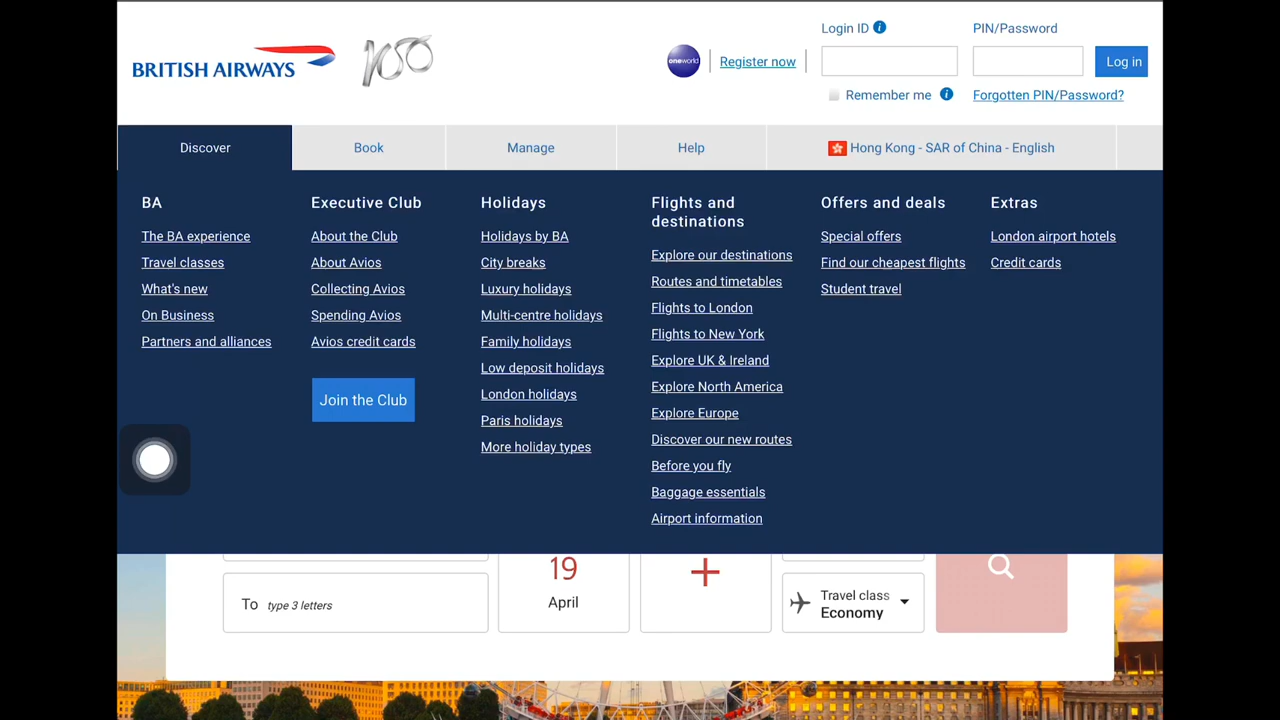 Login ID
PIN/Password
BRITISH AIRWAYS
100
oneworld
Register now
Log in
Remember me
Forgotten PIN/Password?
Discover
Book
Manage
Help
Hong Kong - SAR of China - English
BA
The BA experience
Travel classes
What's new
On Business
Partners and alliances
Executive Club
About the Club
About Avios
Collecting Avios
Spending Avios
Avios credit cards
Join the Club
Holidays
Holidays by BA
City breaks
Luxury holidays
Multi-centre holidays
Family holidays
Low deposit holidays
London holidays
Paris holidays
More holiday types
Flights and
destinations
Explore our destinations
Routes and timetables
Flights to London
Flights to New York
Explore UK & Ireland
Explore North America
Explore Europe
Discover our new routes
Before you fly
Baggage essentials
Airport information
Offers and deals
Special offers
Find our cheapest flights
Student travel
Extras
London airport hotels
Credit cards
To type 3 letters
19
April
Travel class
Economy